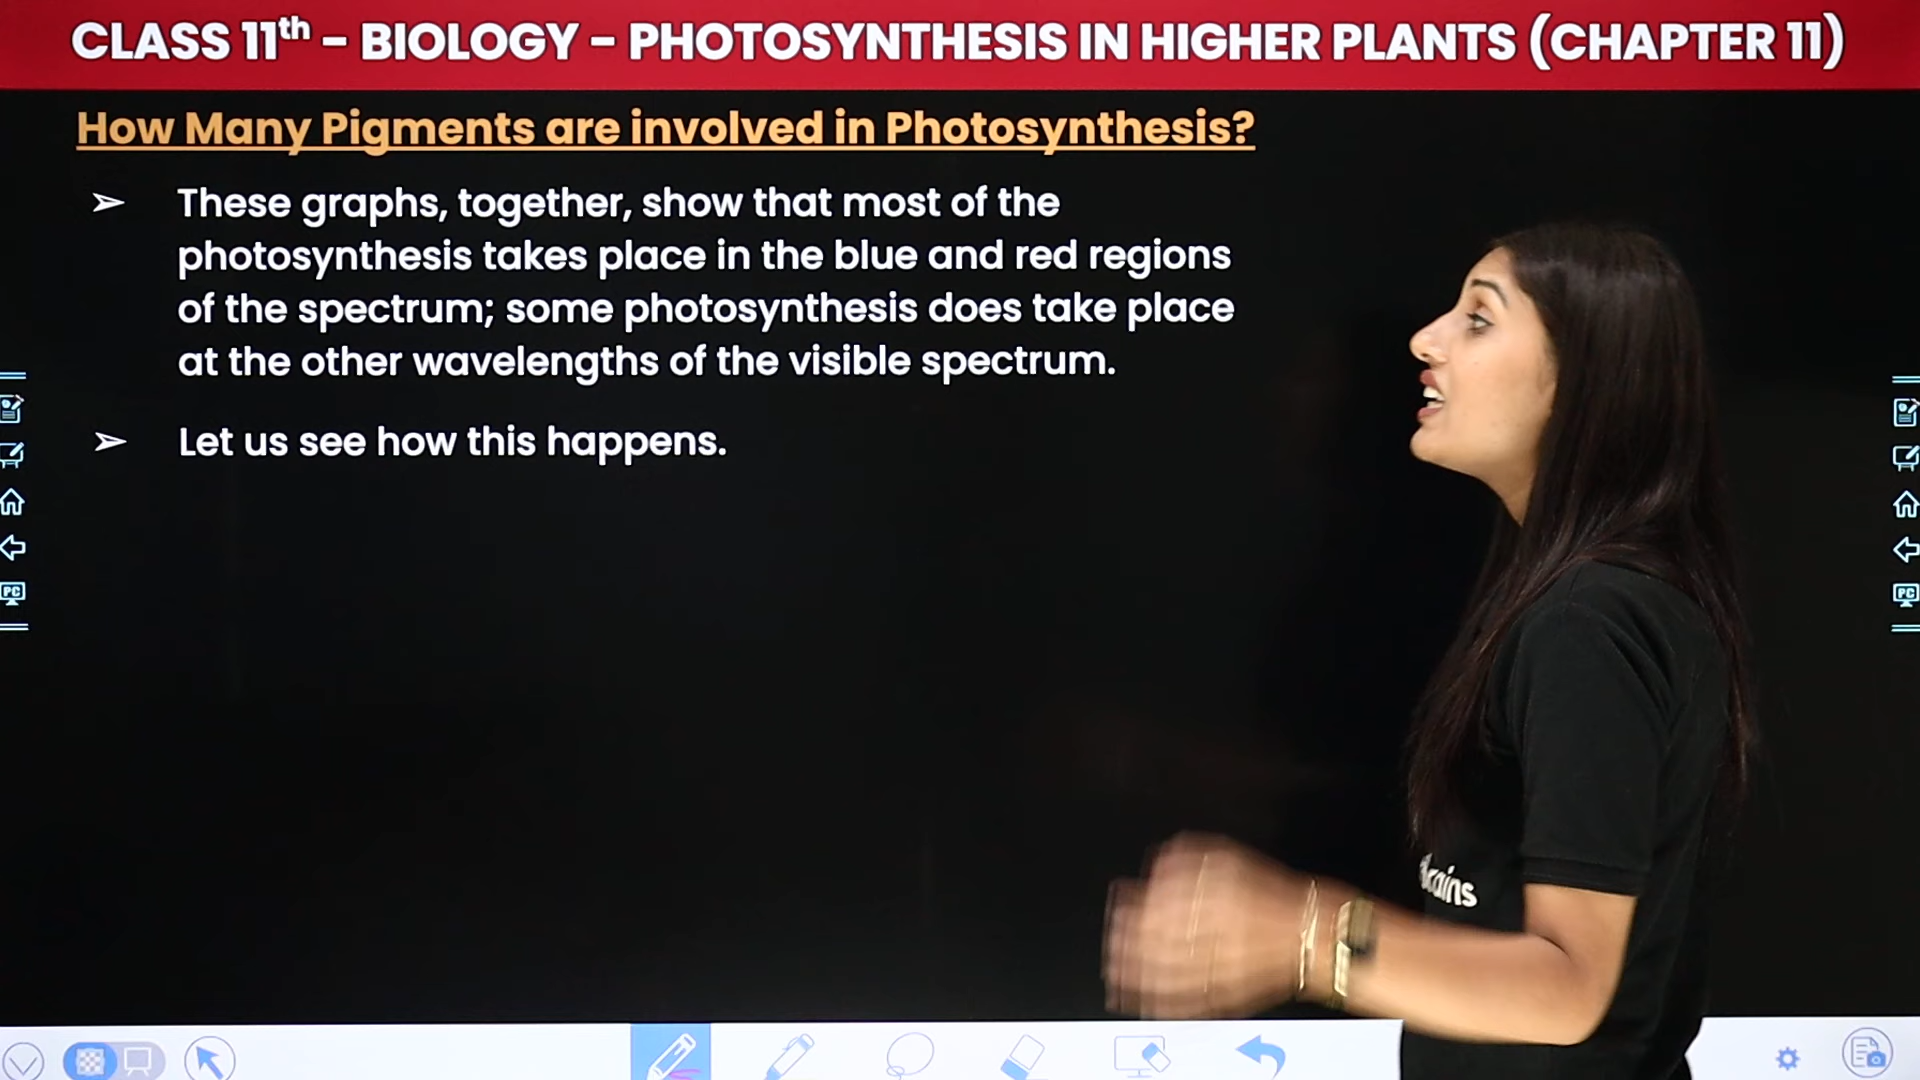 CLASS 11th - BIOLOGY - PHOTOSYNTHESIS IN HIGHER PLANTS (CHAPTER 11)
How Many Pigments are involved in Photosynthesis?
➢ These graphs, together, show that most of the
photosynthesis takes place in the blue and red regions
of the spectrum; some photosynthesis does take place
at the other wavelengths of the visible spectrum.
➢ Let us see how this happens.
PC
PC